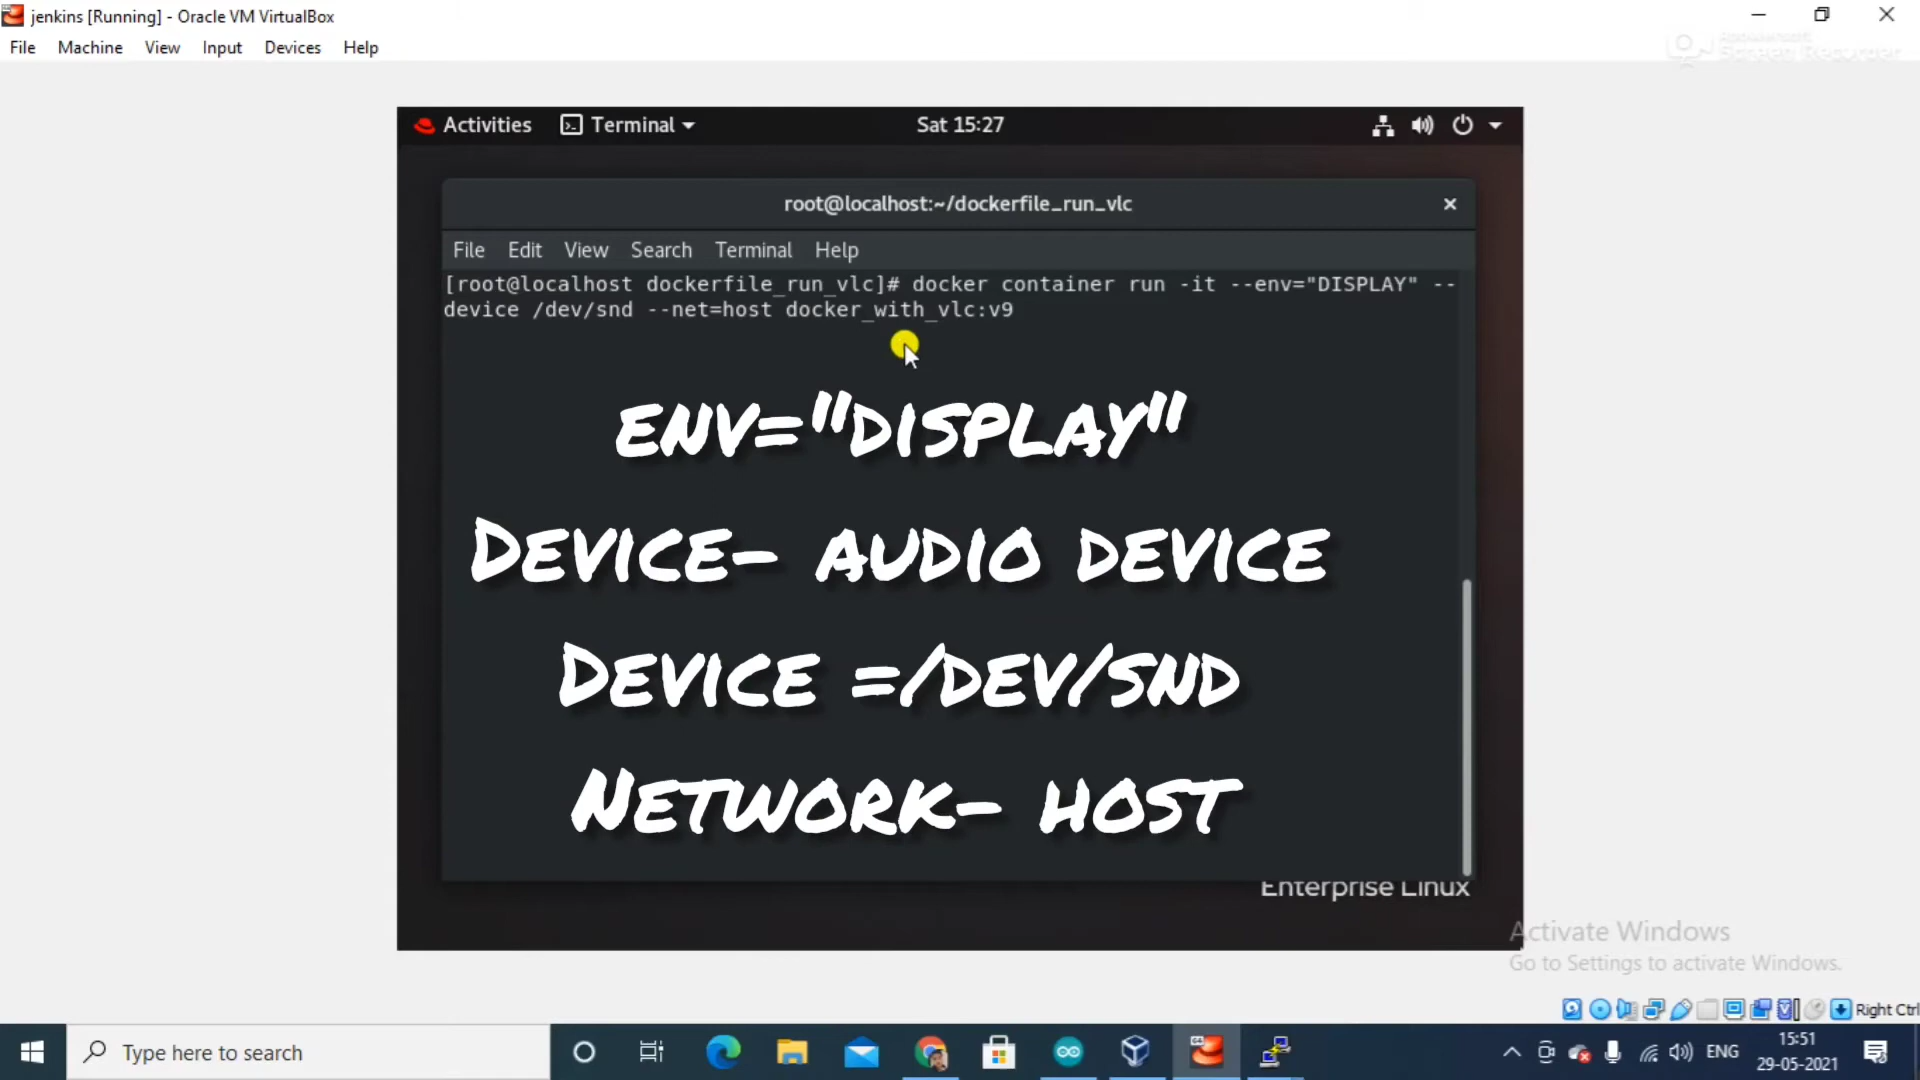 jenkins [Running] - Oracle VM VirtualBox
File Machine View Input Devices Help
Apowersoft
Screen Recorder
Activities Terminal Sat 15:27
root@localhost:~/dockerfile_run_vlc
File Edit View Search Terminal Help
[root@localhost dockerfile_run_vlc]# docker container run -it --env="DISPLAY" --
device /dev/snd --net=host docker_with_vlc:v9
env="display"
Device- audio device
Device =/dev/snd
Network- host
Enterprise Linux
Activate Windows
Go to Settings to activate Windows.
Right Ctrl
Type here to search
ENG
15:51
29-05-2021